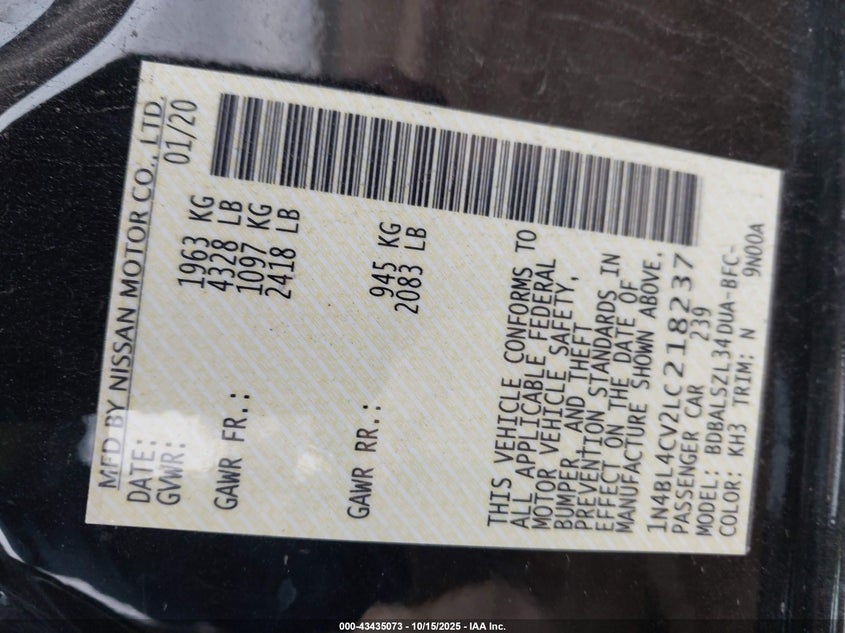 MFD BY NISSAN MOTOR CO., LTD.
DATE: 01/20
GVWR: 1963 KG
4328 LB
GAWR FR.: 1097 KG
2418 LB
GAWR RR.: 945 KG
2083 LB
THIS VEHICLE CONFORMS TO
ALL APPLICABLE FEDERAL
MOTOR VEHICLE SAFETY,
BUMPER AND THEFT
PREVENTION STANDARDS IN
EFFECT ON THE DATE OF
MANUFACTURE SHOWN ABOVE.
1N4BL4CV2LC218237
PASSENGER CAR 239
MODEL: BDBALSZL34DUA-BFC-
COLOR: KH3 TRIM: N 9N00A
000-43435073 - 10/15/2025 - IAA Inc.